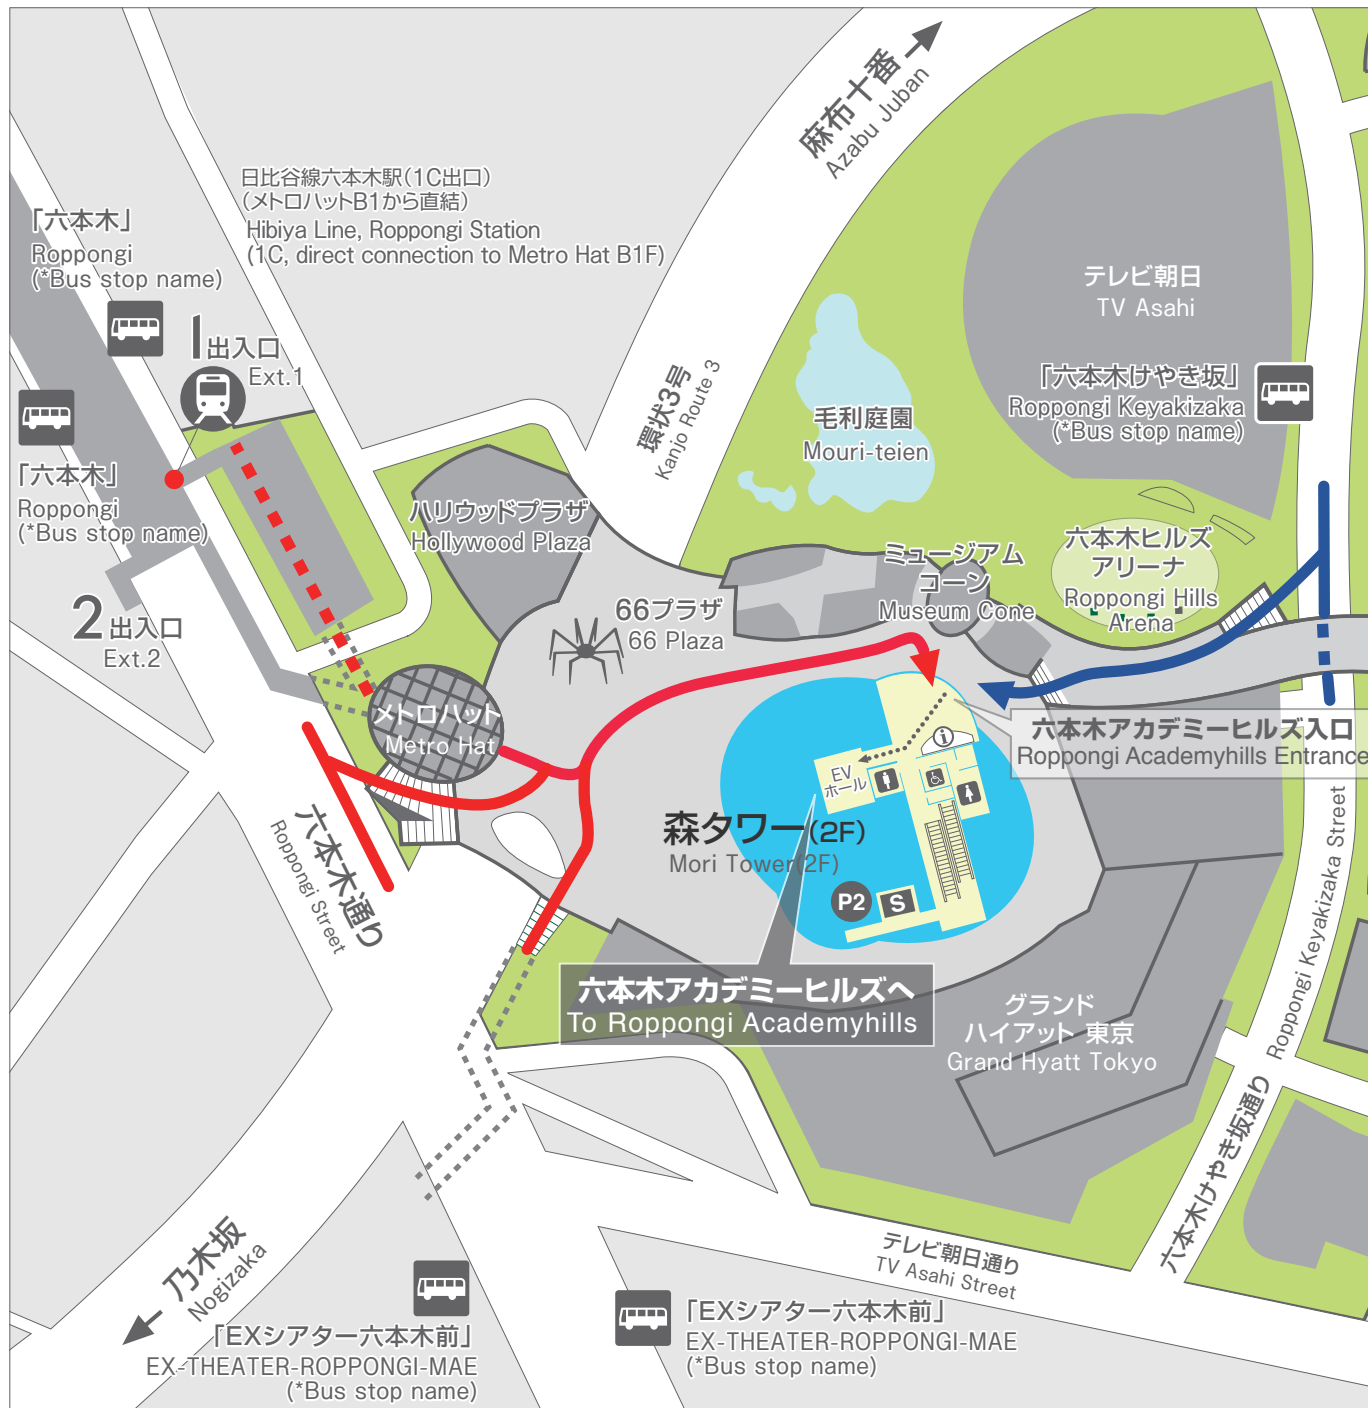 麻布十番
Azabu Juban
日比谷線六本木駅(1C出口)
(メトロハットB1から直結)
Hibiya Line, Roppongi Station
(1C, direct connection to Metro Hat B1F)
「六本木」
Roppongi
(*Bus stop name)
1出入口
Ext.1
「六本木」
Roppongi
(*Bus stop name)
2出入口
Ext.2
環状3号
Kanjo Route 3
テレビ朝日
TV Asahi
「六本木けやき坂」
Roppongi Keyakizaka
(*Bus stop name)
毛利庭園
Mouri-teien
ハリウッドプラザ
Hollywood Plaza
ミュージアム
コーン
Museum Cone
六本木ヒルズ
アリーナ
Roppongi Hills
Arena
66プラザ
66 Plaza
メトロハット
Metro Hat
六本木アカデミーヒルズ入口
Roppongi Academyhills Entrance
i
EV
ホール
森タワー(2F)
Mori Tower(2F)
P2
S
六本木通り
Roppongi Street
六本木アカデミーヒルズへ
To Roppongi Academyhills
グランド
ハイアット 東京
Grand Hyatt Tokyo
六本木けやき坂通り
Roppongi Keyakizaka Street
テレビ朝日通り
TV Asahi Street
乃木坂
Nogizaka
「EXシアター六本木前」
EX-THEATER-ROPPONGI-MAE
(*Bus stop name)
「EXシアター六本木前」
EX-THEATER-ROPPONGI-MAE
(*Bus stop name)